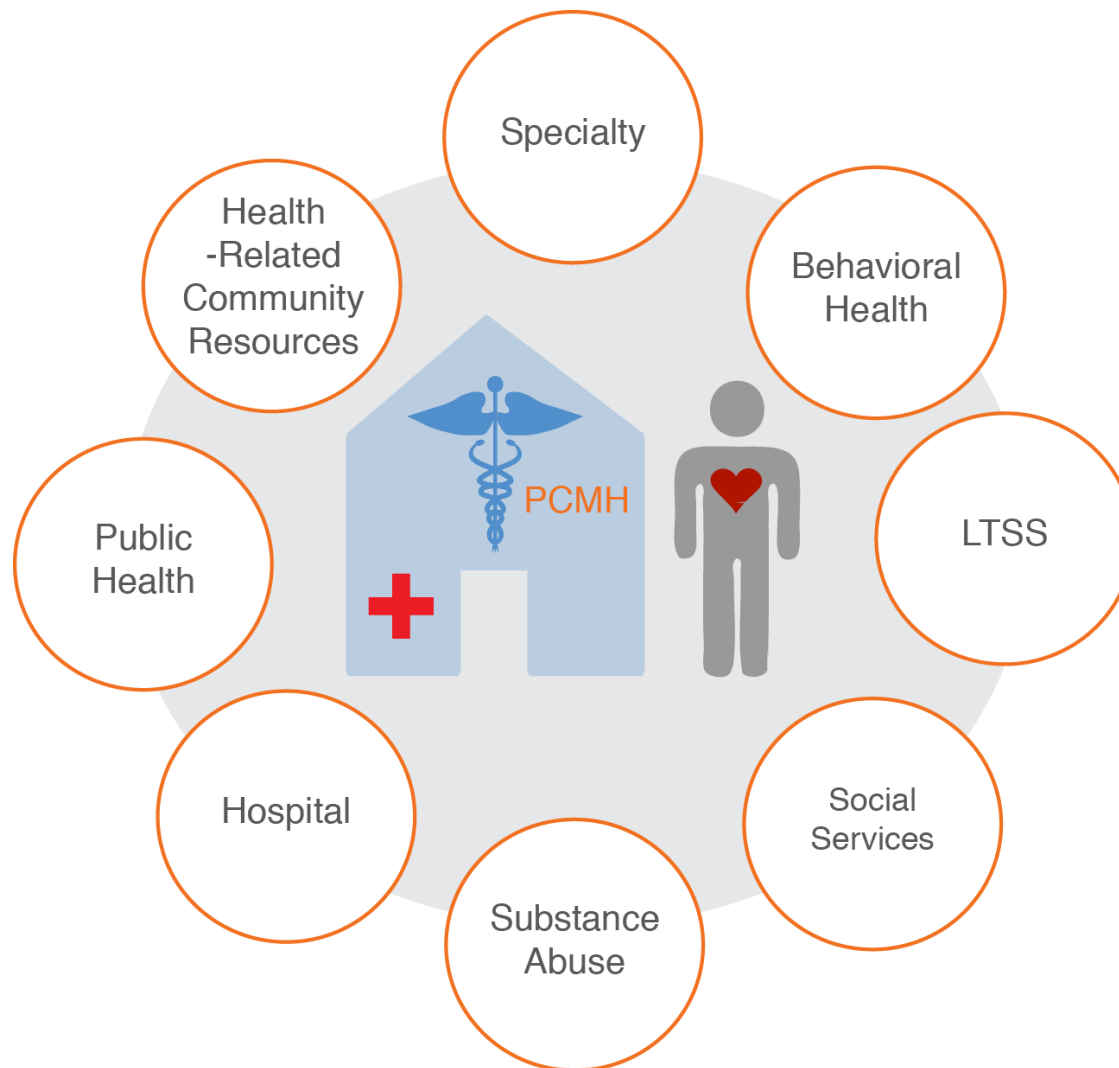 Specialty
Health
-Related
Community
Resources
Behavioral
Health
PCMH
Public
Health
LTSS
Hospital
Social
Services
Substance
Abuse